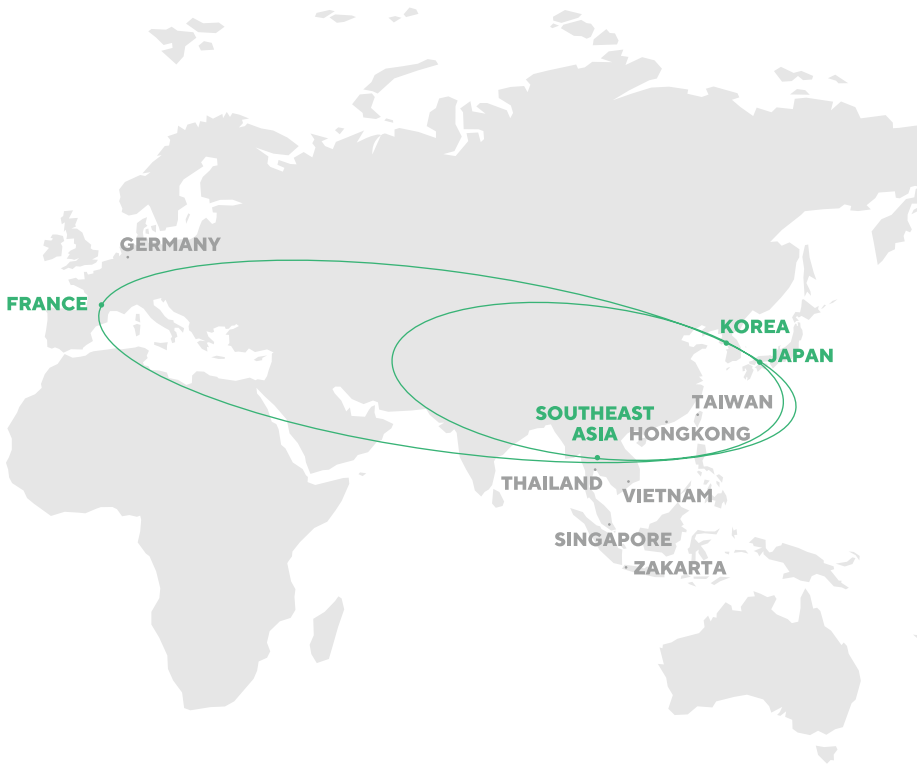 GERMANY
FRANCE
KOREA
JAPAN
TAIWAN
SOUTHEAST
ASIA
HONGKONG
THAILAND
VIETNAM
SINGAPORE
ZAKARTA